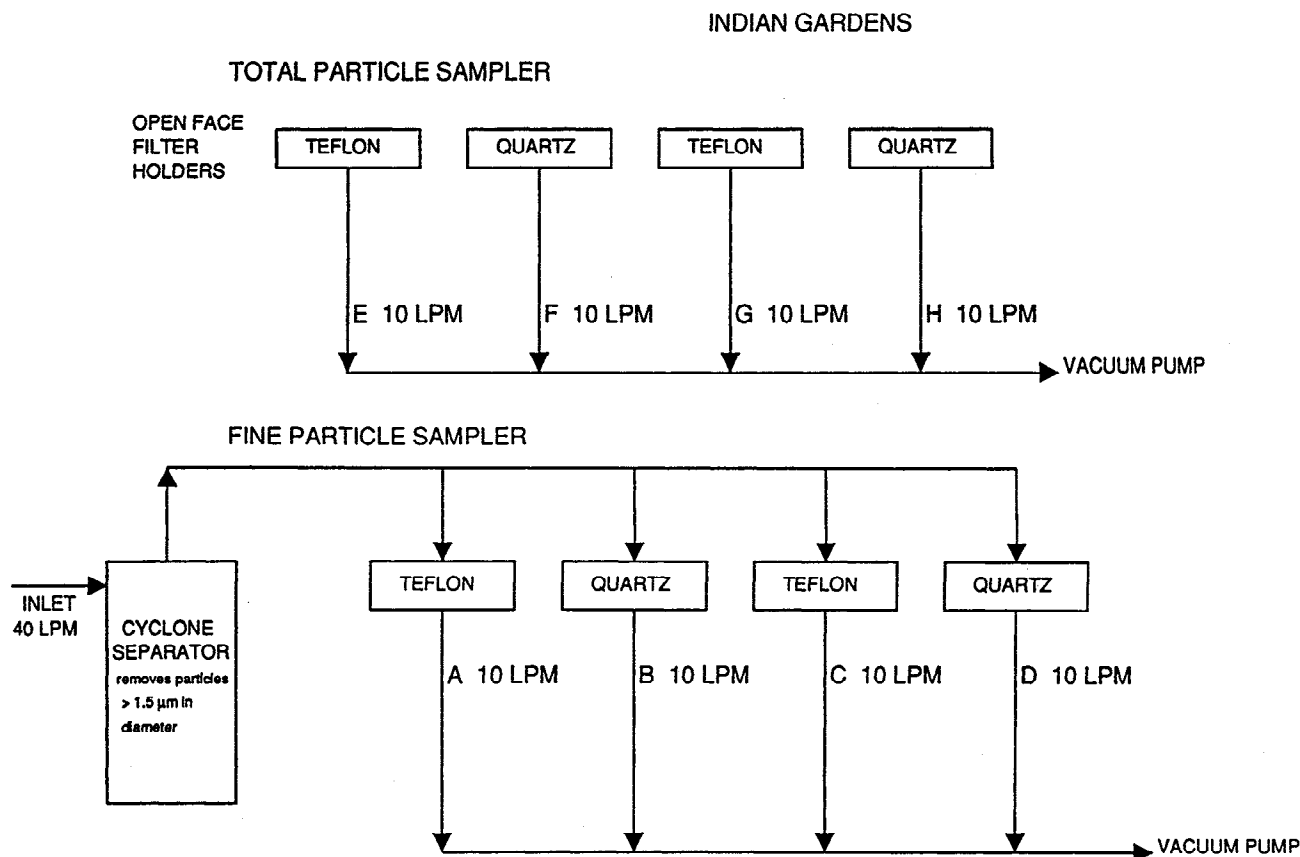 INDIAN GARDENS
TOTAL PARTICLE SAMPLER
OPEN FACE
FILTER
HOLDERS
TEFLON
QUARTZ
TEFLON
QUARTZ
E 10 LPM
F 10 LPM
G 10 LPM
H 10 LPM
VACUUM PUMP
FINE PARTICLE SAMPLER
INLET
40 LPM
CYCLONE
SEPARATOR
removes particles
> 1.5 µm in
diameter
TEFLON
QUARTZ
TEFLON
QUARTZ
A 10 LPM
B 10 LPM
C 10 LPM
D 10 LPM
VACUUM PUMP